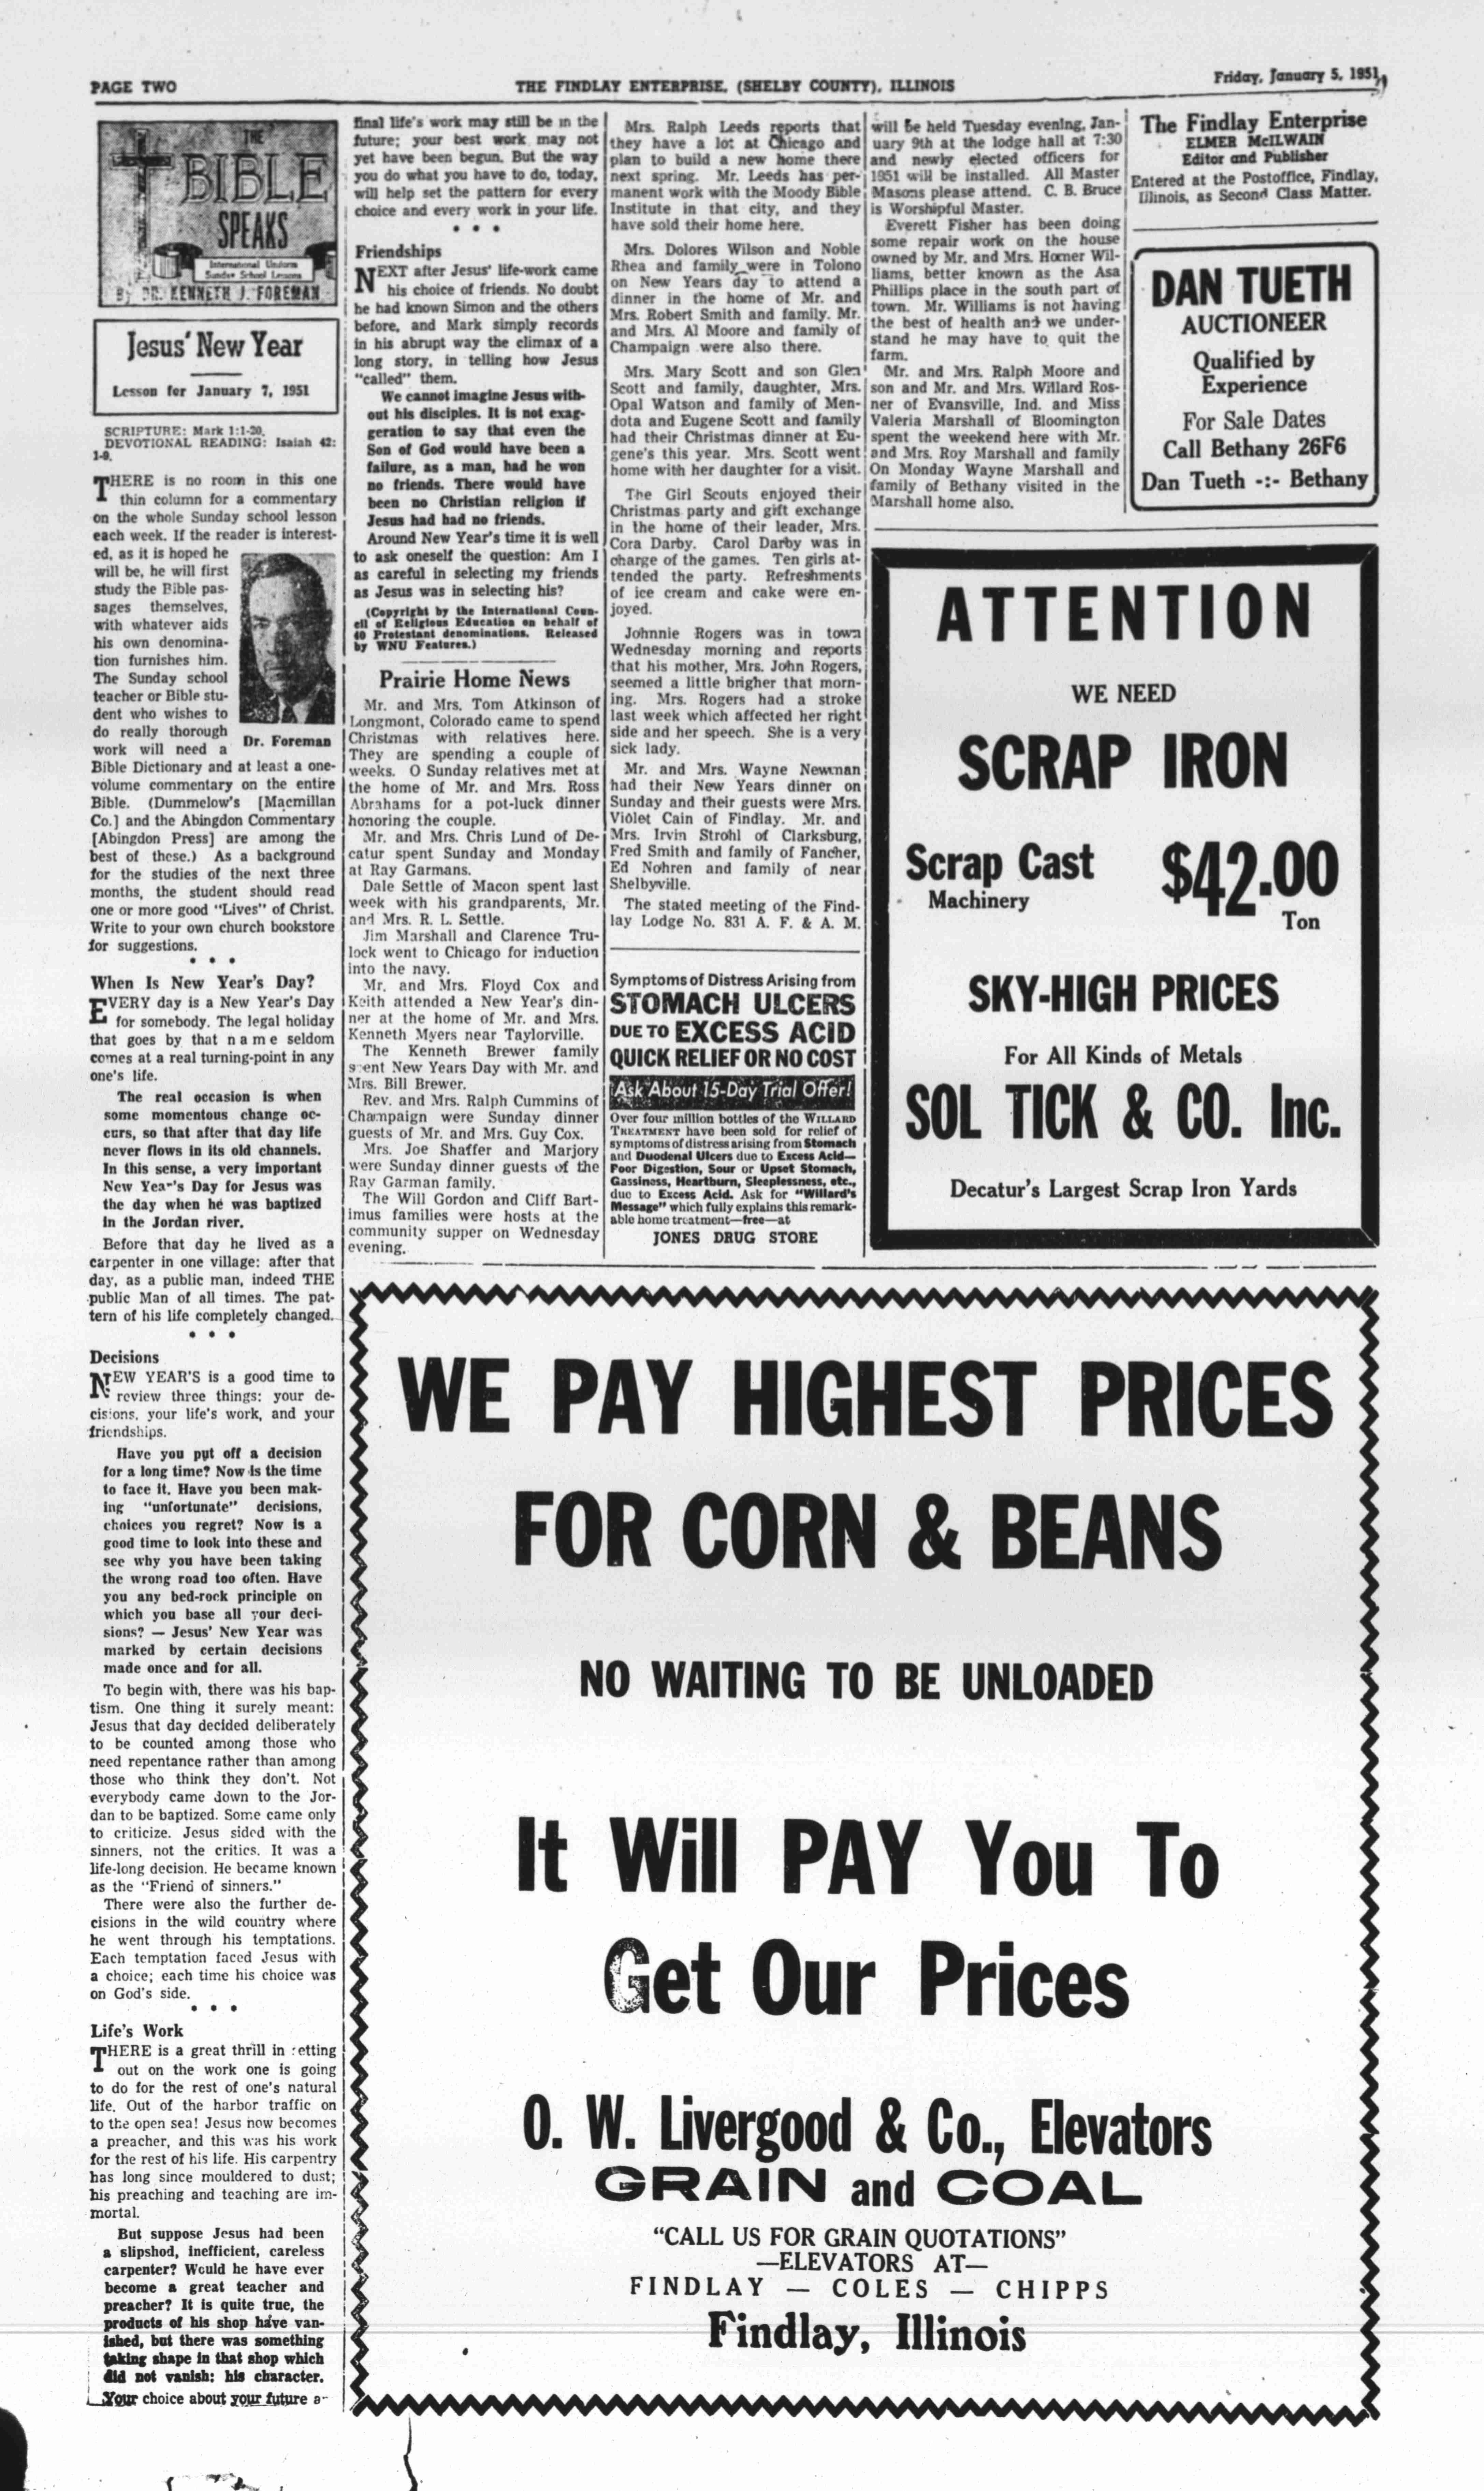 PAGE TWO
THE FINDLAY ENTERPRISE, (SHELBY COUNTY), ILLINOIS
Friday, January 5, 1951
THE
BIBLE
SPEAKS
International Uniform
Sunday School Lessons
By DR. KENNETH J. FOREMAN
Jesus' New Year
Lesson for January 7, 1951
SCRIPTURE: Mark 1:1-20.
DEVOTIONAL READING: Isaiah 42:
1-9.
THERE is no room in this one
thin column for a commentary
on the whole Sunday school lesson
each week. If the reader is interest-
ed, as it is hoped he
will be, he will first
study the Bible pas-
sages themselves,
with whatever aids
his own denomina-
tion furnishes him.
The Sunday school
teacher or Bible stu-
dent who wishes to
do really thorough
work will need a
Dr. Foreman
Bible Dictionary and at least a one-
volume commentary on the entire
Bible. (Dummelow's [Macmillan
Co.] and the Abingdon Commentary
[Abingdon Press] are among the
best of these.) As a background
for the studies of the next three
months, the student should read
one or more good "Lives" of Christ.
Write to your own church bookstore
for suggestions.
• • •
When Is New Year's Day?
EVERY day is a New Year's Day
for somebody. The legal holiday
that goes by that name seldom
comes at a real turning-point in any
one's life.
The real occasion is when
some momentous change oc-
curs, so that after that day life
never flows in its old channels.
In this sense, a very important
New Year's Day for Jesus was
the day when he was baptized
in the Jordan river.
Before that day he lived as a
carpenter in one village: after that
day, as a public man, indeed THE
public Man of all times. The pat-
tern of his life completely changed.
• • •
Decisions
NEW YEAR'S is a good time to
review three things: your de-
cisions, your life's work, and your
friendships.
Have you put off a decision
for a long time? Now is the time
to face it. Have you been mak-
ing "unfortunate" decisions,
choices you regret? Now is a
good time to look into these and
see why you have been taking
the wrong road too often. Have
you any bed-rock principle on
which you base all your deci-
sions? — Jesus' New Year was
marked by certain decisions
made once and for all.
To begin with, there was his bap-
tism. One thing it surely meant:
Jesus that day decided deliberately
to be counted among those who
need repentance rather than among
those who think they don't. Not
everybody came down to the Jor-
dan to be baptized. Some came only
to criticize. Jesus sided with the
sinners, not the critics. It was a
life-long decision. He became known
as the "Friend of sinners."
There were also the further de-
cisions in the wild country where
he went through his temptations.
Each temptation faced Jesus with
a choice; each time his choice was
on God's side.
• • •
Life's Work
THERE is a great thrill in setting
out on the work one is going
to do for the rest of one's natural
life. Out of the harbor traffic on
to the open sea! Jesus now becomes
a preacher, and this was his work
for the rest of his life. His carpentry
has long since mouldered to dust;
his preaching and teaching are im-
mortal.
But suppose Jesus had been
a slipshod, inefficient, careless
carpenter? Would he have ever
become a great teacher and
preacher? It is quite true, the
products of his shop have van-
ished, but there was something
taking shape in that shop which
did not vanish: his character.
Your choice about your future a-
final life's work may still be in the
future; your best work may not
yet have been begun. But the way
you do what you have to do, today,
will help set the pattern for every
choice and every work in your life.
• • •
Friendships
NEXT after Jesus' life-work came
his choice of friends. No doubt
he had known Simon and the others
before, and Mark simply records
in his abrupt way the climax of a
long story, in telling how Jesus
"called" them.
We cannot imagine Jesus with-
out his disciples. It is not exag-
geration to say that even the
Son of God would have been a
failure, as a man, had he won
no friends. There would have
been no Christian religion if
Jesus had had no friends.
Around New Year's time it is well
to ask oneself the question: Am I
as careful in selecting my friends
as Jesus was in selecting his?
(Copyright by the International Coun-
cil of Religious Education on behalf of
40 Protestant denominations. Released
by WNU Features.)
Prairie Home News
Mr. and Mrs. Tom Atkinson of
Longmont, Colorado came to spend
Christmas with relatives here.
They are spending a couple of
weeks. O Sunday relatives met at
the home of Mr. and Mrs. Ross
Abrahams for a pot-luck dinner
honoring the couple.
Mr. and Mrs. Chris Lund of De-
catur spent Sunday and Monday
at Ray Garmans.
Dale Settle of Macon spent last
week with his grandparents, Mr.
and Mrs. R. L. Settle.
Jim Marshall and Clarence Tru-
lock went to Chicago for induction
into the navy.
Mr. and Mrs. Floyd Cox and
Keith attended a New Year's din-
ner at the home of Mr. and Mrs.
Kenneth Myers near Taylorville.
The Kenneth Brewer family
spent New Years Day with Mr. and
Mrs. Bill Brewer.
Rev. and Mrs. Ralph Cummins of
Champaign were Sunday dinner
guests of Mr. and Mrs. Guy Cox.
Mrs. Joe Shaffer and Marjory
were Sunday dinner guests of the
Ray Garman family.
The Will Gordon and Cliff Bart-
imus families were hosts at the
community supper on Wednesday
evening.
Mrs. Ralph Leeds reports that
they have a lot at Chicago and
plan to build a new home there
next spring. Mr. Leeds has per-
manent work with the Moody Bible
Institute in that city, and they
have sold their home here.
Mrs. Dolores Wilson and Noble
Rhea and family were in Tolono
on New Years day to attend a
dinner in the home of Mr. and
Mrs. Robert Smith and family. Mr.
and Mrs. Al Moore and family of
Champaign were also there.
Mrs. Mary Scott and son Glen
Scott and family, daughter, Mrs.
Opal Watson and family of Men-
dota and Eugene Scott and family
had their Christmas dinner at Eu-
gene's this year. Mrs. Scott went
home with her daughter for a visit.
The Girl Scouts enjoyed their
Christmas party and gift exchange
in the home of their leader, Mrs.
Cora Darby. Carol Darby was in
charge of the games. Ten girls at-
tended the party. Refreshments
of ice cream and cake were en-
joyed.
Johnnie Rogers was in town
Wednesday morning and reports
that his mother, Mrs. John Rogers,
seemed a little brigher that morn-
ing. Mrs. Rogers had a stroke
last week which affected her right
side and her speech. She is a very
sick lady.
Mr. and Mrs. Wayne Newman
had their New Years dinner on
Sunday and their guests were Mrs.
Violet Cain of Findlay. Mr. and
Mrs. Irvin Strohl of Clarksburg,
Fred Smith and family of Fancher,
Ed Nohren and family of near
Shelbyville.
The stated meeting of the Find-
lay Lodge No. 831 A. F. & A. M.
Symptoms of Distress Arising from
STOMACH ULCERS
DUE TO EXCESS ACID
QUICK RELIEF OR NO COST
Ask About 15-Day Trial Offer!
Over four million bottles of the WILLARD
TREATMENT have been sold for relief of
symptoms of distress arising from Stomach
and Duodenal Ulcers due to Excess Acid—
Poor Digestion, Sour or Upset Stomach,
Gassiness, Heartburn, Sleeplessness, etc.,
due to Excess Acid. Ask for "Willard's
Message" which fully explains this remark-
able home treatment—free—at
JONES DRUG STORE
will be held Tuesday evening, Jan-
uary 9th at the lodge hall at 7:30
and newly elected officers for
1951 will be installed. All Master
Masons please attend. C. B. Bruce
is Worshipful Master.
Everett Fisher has been doing
some repair work on the house
owned by Mr. and Mrs. Homer Wil-
liams, better known as the Asa
Phillips place in the south part of
town. Mr. Williams is not having
the best of health and we under-
stand he may have to quit the
farm.
Mr. and Mrs. Ralph Moore and
son and Mr. and Mrs. Willard Ros-
ner of Evansville, Ind. and Miss
Valeria Marshall of Bloomington
spent the weekend here with Mr.
and Mrs. Roy Marshall and family
On Monday Wayne Marshall and
family of Bethany visited in the
Marshall home also.
The Findlay Enterprise
ELMER McILWAIN
Editor and Publisher
Entered at the Postoffice, Findlay,
Illinois, as Second Class Matter.
DAN TUETH
AUCTIONEER
Qualified by
Experience
For Sale Dates
Call Bethany 26F6
Dan Tueth -:- Bethany
ATTENTION
WE NEED
SCRAP IRON
Scrap Cast $42.00
Machinery
Ton
SKY-HIGH PRICES
For All Kinds of Metals
SOL TICK & CO. Inc.
Decatur's Largest Scrap Iron Yards
WE PAY HIGHEST PRICES
FOR CORN & BEANS
NO WAITING TO BE UNLOADED
It Will PAY You To
Get Our Prices
O. W. Livergood & Co., Elevators
GRAIN and COAL
"CALL US FOR GRAIN QUOTATIONS"
—ELEVATORS AT—
FINDLAY — COLES — CHIPPS
Findlay, Illinois